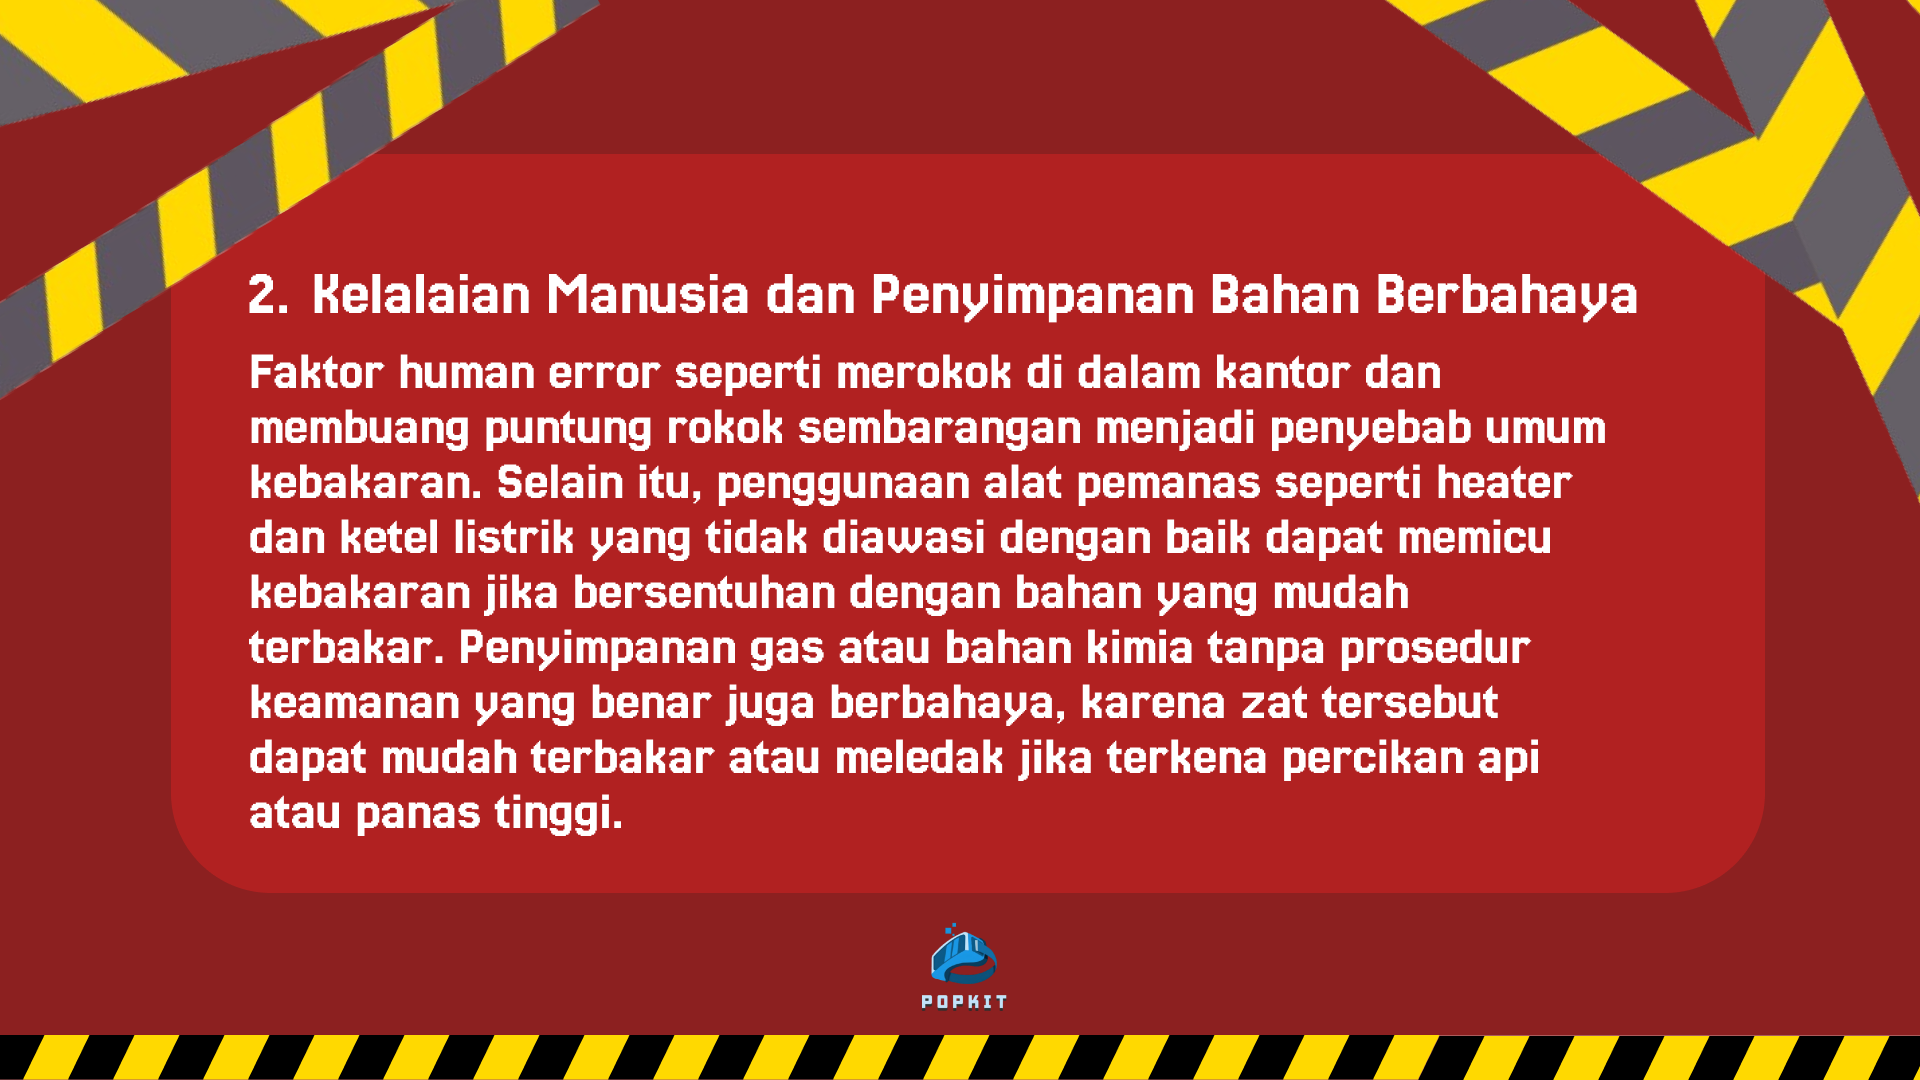 2. Kelalaian Manusia dan Penyimpanan Bahan Berbahaya
Faktor human error seperti merokok di dalam kantor dan
membuang puntung rokok sembarangan menjadi penyebab umum
kebakaran. Selain itu, penggunaan alat pemanas seperti heater
dan ketel listrik yang tidak diawasi dengan baik dapat memicu
kebakaran jika bersentuhan dengan bahan yang mudah
terbakar. Penyimpanan gas atau bahan kimia tanpa prosedur
keamanan yang benar juga berbahaya, karena zat tersebut
dapat mudah terbakar atau meledak jika terkena percikan api
atau panas tinggi.
POPKIT